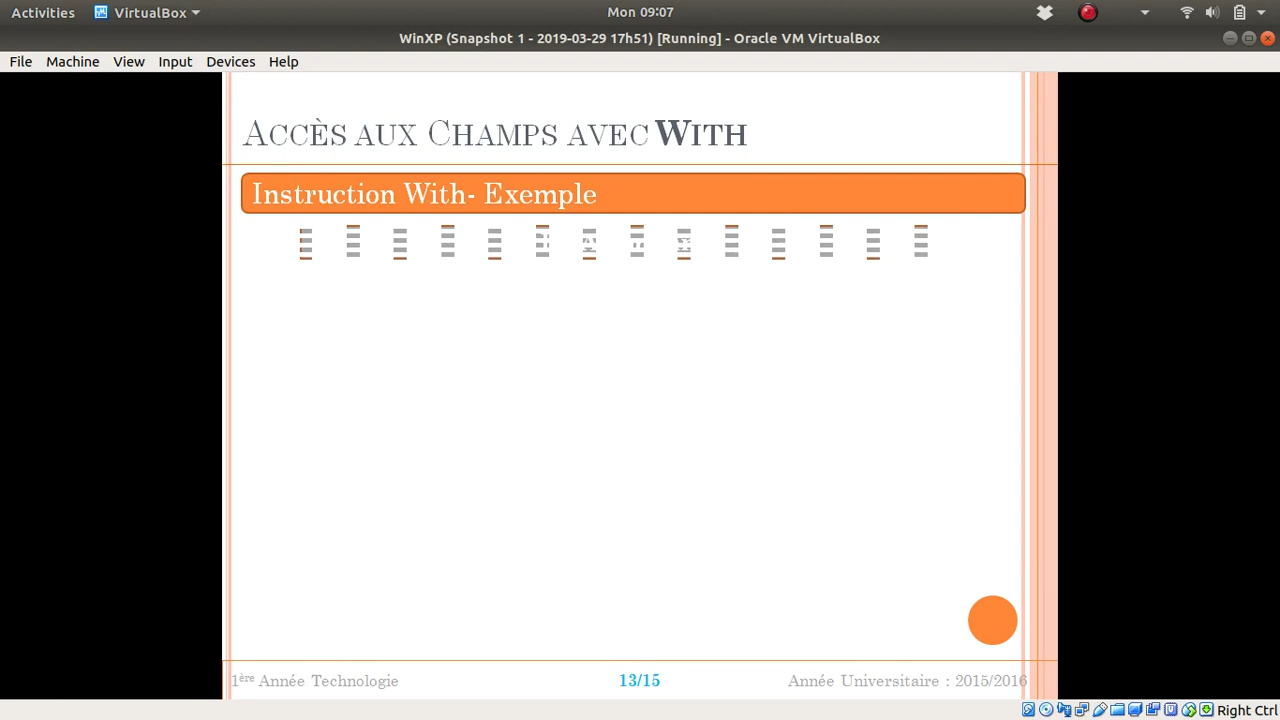 Activities VirtualBox Mon 09:07
WinXP (Snapshot 1 - 2019-03-29 17h51) [Running] - Oracle VM VirtualBox
File Machine View Input Devices Help
ACCÈS AUX CHAMPS AVEC WITH
Instruction With- Exemple
1ère Année Technologie 13/15 Année Universitaire : 2015/2016
Right Ctrl